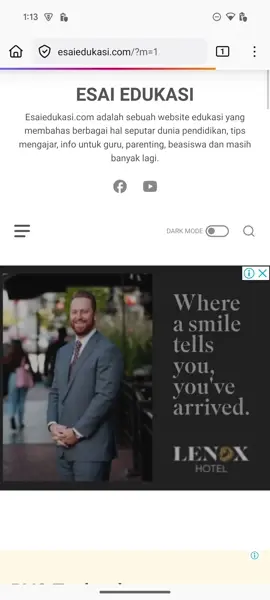 1:13
esaiedukasi.com/?m=1
1
ESAI EDUKASI
Esaiedukasi.com adalah sebuah website edukasi yang
membahas berbagai hal seputar dunia pendidikan, tips
mengajar, info untuk guru, parenting, beasiswa dan masih
banyak lagi.
DARK MODE
Where
a smile
tells
you,
you've
arrived.
LENOX
HOTEL